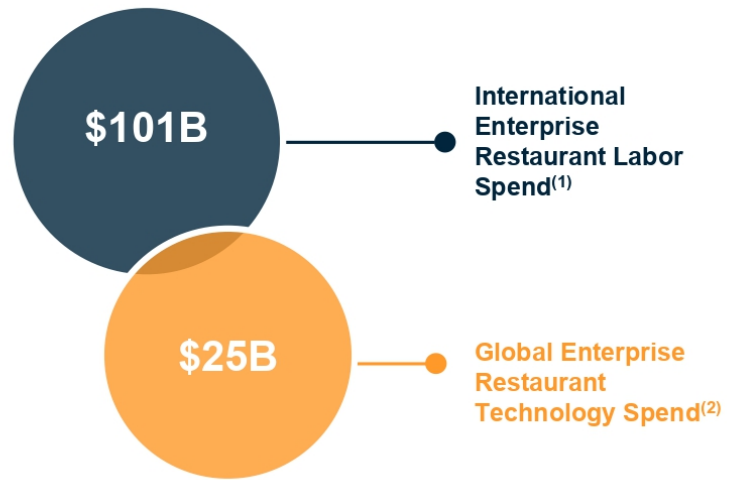 $101B
International
Enterprise
Restaurant Labor
Spend(1)
$25B
Global Enterprise
Restaurant
Technology Spend(2)